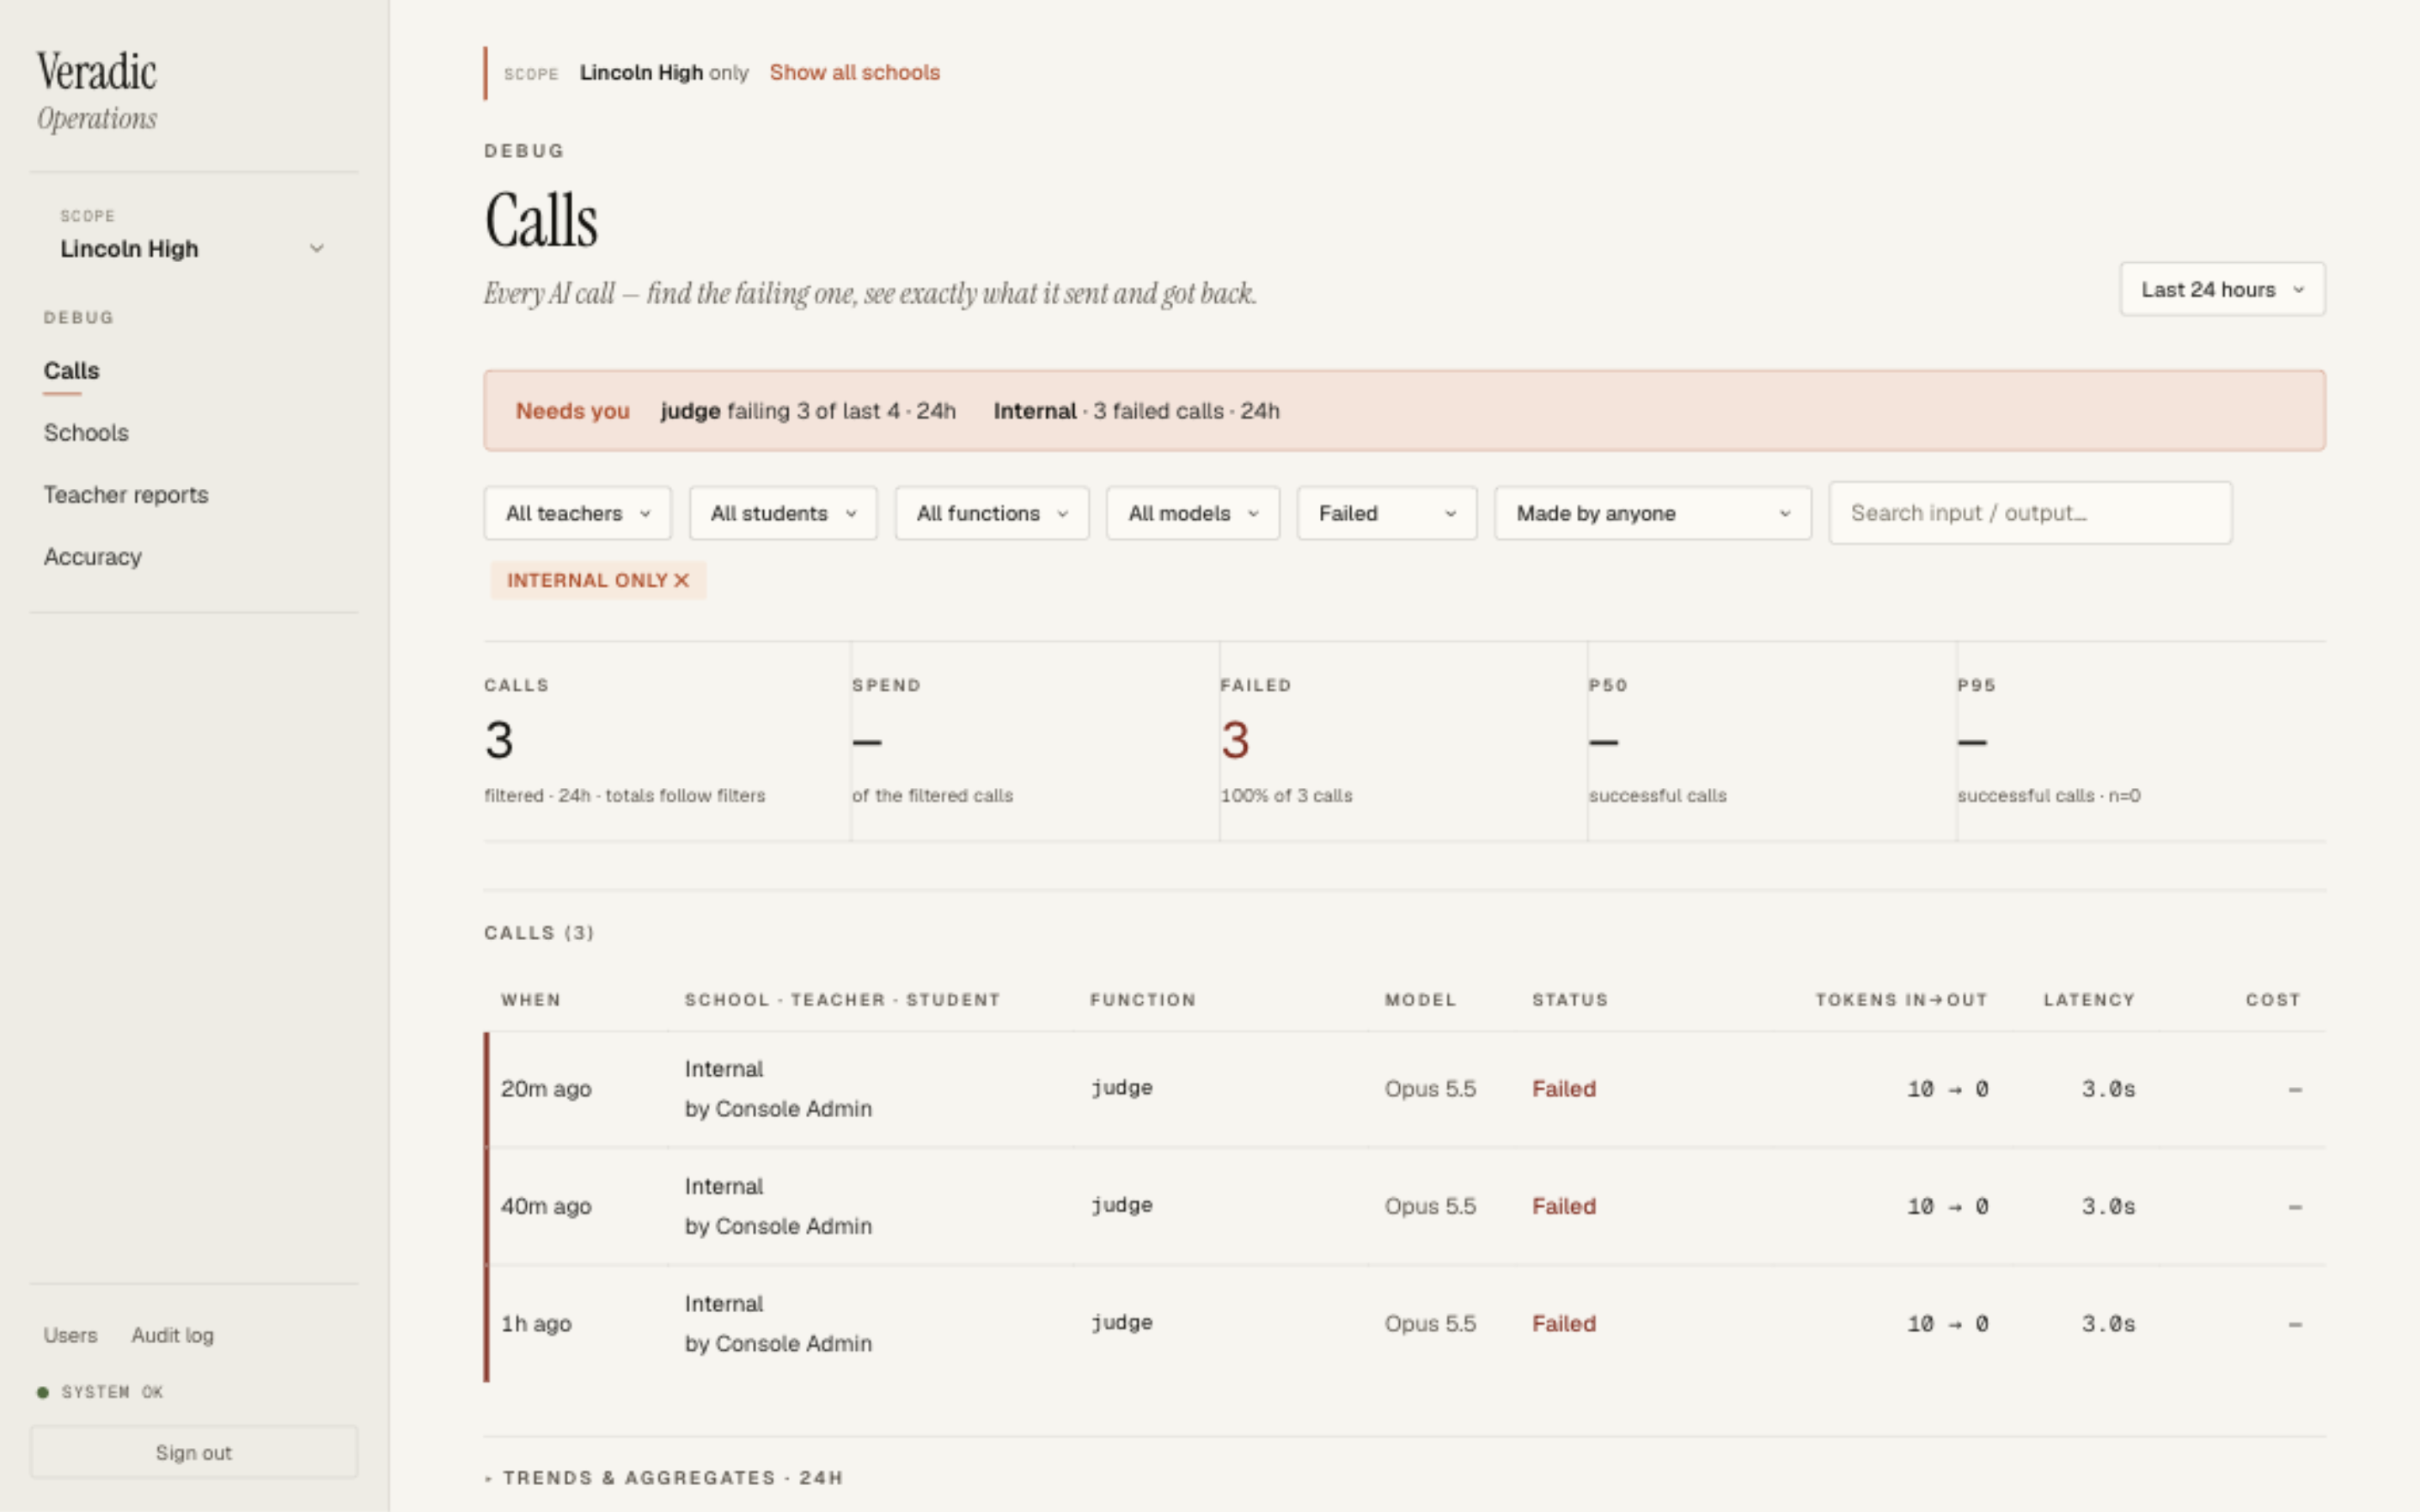 Veradic
Operations
SCOPE
Lincoln High
DEBUG
Calls
Schools
Teacher reports
Accuracy
Users Audit log
SYSTEM OK
Sign out
SCOPE Lincoln High only Show all schools
DEBUG
Calls
Every AI call — find the failing one, see exactly what it sent and got back.
Last 24 hours
Needs you judge failing 3 of last 4 · 24h Internal · 3 failed calls · 24h
All teachers All students All functions All models Failed Made by anyone Search input / output…
INTERNAL ONLY ✕
CALLS SPEND FAILED P50 P95
3 — 3 — —
filtered · 24h · totals follow filters of the filtered calls 100% of 3 calls successful calls successful calls · n=0
CALLS (3)
WHEN SCHOOL · TEACHER · STUDENT FUNCTION MODEL STATUS TOKENS IN→OUT LATENCY COST
20m ago Internal by Console Admin judge Opus 5.5 Failed 10 → 0 3.0s —
40m ago Internal by Console Admin judge Opus 5.5 Failed 10 → 0 3.0s —
1h ago Internal by Console Admin judge Opus 5.5 Failed 10 → 0 3.0s —
▸ TRENDS & AGGREGATES · 24H